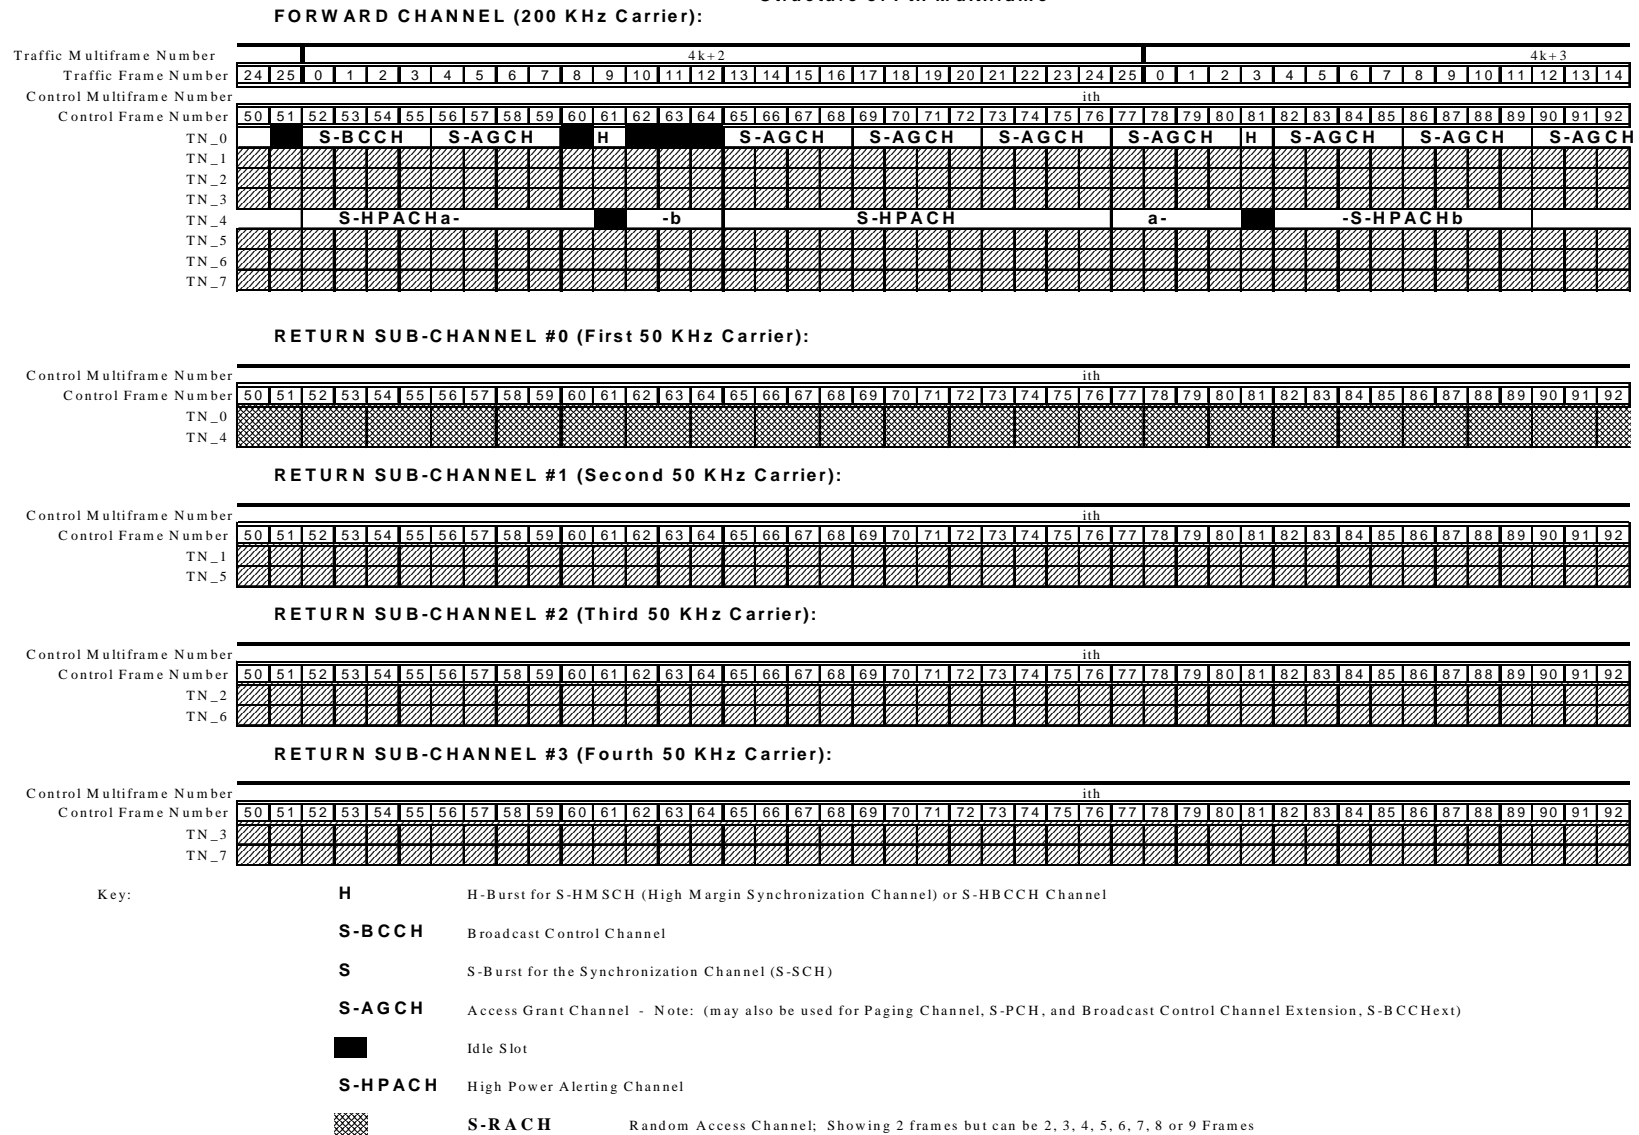 FORWARD CHANNEL (200 KHz Carrier):
Traffic Multiframe Number 4k+2 4k+3
Traffic Frame Number 24 25 0 1 2 3 4 5 6 7 8 9 10 11 12 13 14 15 16 17 18 19 20 21 22 23 24 25 0 1 2 3 4 5 6 7 8 9 10 11 12 13 14
Control Multiframe Number ith
Control Frame Number 50 51 52 53 54 55 56 57 58 59 60 61 62 63 64 65 66 67 68 69 70 71 72 73 74 75 76 77 78 79 80 81 82 83 84 85 86 87 88 89 90 91 92
TN_0 S-BCCH S-AGCH H S-AGCH S-AGCH S-AGCH S-AGCH H S-AGCH S-AGCH S-AGCH
TN_1
TN_2
TN_3
TN_4 S-HPACHa- -b S-HPACH a- -S-HPACHb
TN_5
TN_6
TN_7
RETURN SUB-CHANNEL #0 (First 50 KHz Carrier):
Control Multiframe Number ith
Control Frame Number 50 51 52 53 54 55 56 57 58 59 60 61 62 63 64 65 66 67 68 69 70 71 72 73 74 75 76 77 78 79 80 81 82 83 84 85 86 87 88 89 90 91 92
TN_0
TN_4
RETURN SUB-CHANNEL #1 (Second 50 KHz Carrier):
Control Multiframe Number ith
Control Frame Number 50 51 52 53 54 55 56 57 58 59 60 61 62 63 64 65 66 67 68 69 70 71 72 73 74 75 76 77 78 79 80 81 82 83 84 85 86 87 88 89 90 91 92
TN_1
TN_5
RETURN SUB-CHANNEL #2 (Third 50 KHz Carrier):
Control Multiframe Number ith
Control Frame Number 50 51 52 53 54 55 56 57 58 59 60 61 62 63 64 65 66 67 68 69 70 71 72 73 74 75 76 77 78 79 80 81 82 83 84 85 86 87 88 89 90 91 92
TN_2
TN_6
RETURN SUB-CHANNEL #3 (Fourth 50 KHz Carrier):
Control Multiframe Number ith
Control Frame Number 50 51 52 53 54 55 56 57 58 59 60 61 62 63 64 65 66 67 68 69 70 71 72 73 74 75 76 77 78 79 80 81 82 83 84 85 86 87 88 89 90 91 92
TN_3
TN_7
Key: H H-Burst for S-HMSCH (High Margin Synchronization Channel) or S-HBCCH Channel
S-BCCH Broadcast Control Channel
S S-Burst for the Synchronization Channel (S-SCH)
S-AGCH Access Grant Channel - Note: (may also be used for Paging Channel, S-PCH, and Broadcast Control Channel Extension, S-BCCHext)
Idle Slot
S-HPACH High Power Alerting Channel
S-RACH Random Access Channel; Showing 2 frames but can be 2, 3, 4, 5, 6, 7, 8 or 9 Frames